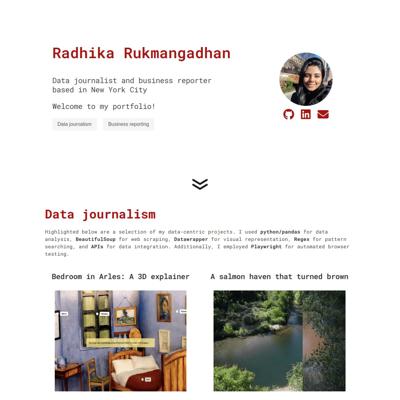 Radhika Rukmangadhan
Data journalist and business reporter
based in New York City
Welcome to my portfolio!
Data journalism
Business reporting
Data journalism
Highlighted below are a selection of my data-centric projects. I used python/pandas for data
analysis, BeautifulSoup for web scraping, Datawrapper for visual representation, Regex for pattern
searching, and APIs for data integration. Additionally, I employed Playwright for automated browser
testing.
Bedroom in Arles: A 3D explainer
A salmon haven that turned brown